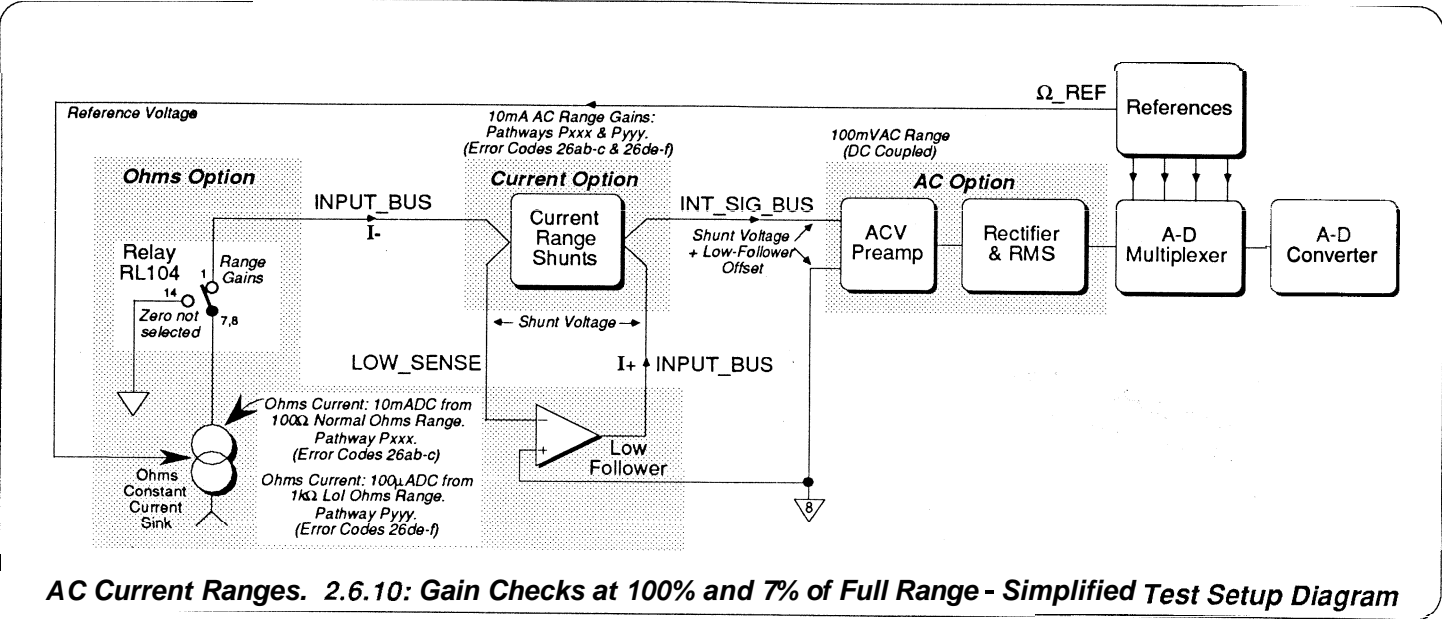 Ω_REF
References
Reference Voltage
10mA AC Range Gains:
Pathways Pxxx & Pyyy.
(Error Codes 26ab-c & 26de-f)
100mVAC Range
(DC Coupled)
Ohms Option
Current Option
AC Option
INPUT_BUS
I-
Current
Range
Shunts
INT_SIG_BUS
Shunt Voltage
+ Low-Follower
Offset
ACV
Preamp
Rectifier
& RMS
A-D
Multiplexer
A-D
Converter
Relay
RL104
1
Range
Gains
14
Zero not
selected
7,8
Shunt Voltage
LOW_SENSE
I+
INPUT_BUS
Ohms Current: 10mADC from
100Ω Normal Ohms Range.
Pathway Pxxx.
(Error Codes 26ab-c)
Low
Follower
Ohms
Constant
Current
Sink
Ohms Current: 100µADC from
1kΩ LoI Ohms Range.
Pathway Pyyy.
(Error Codes 26de-f)
8
AC Current Ranges. 2.6.10: Gain Checks at 100% and 7% of Full Range - Simplified Test Setup Diagram